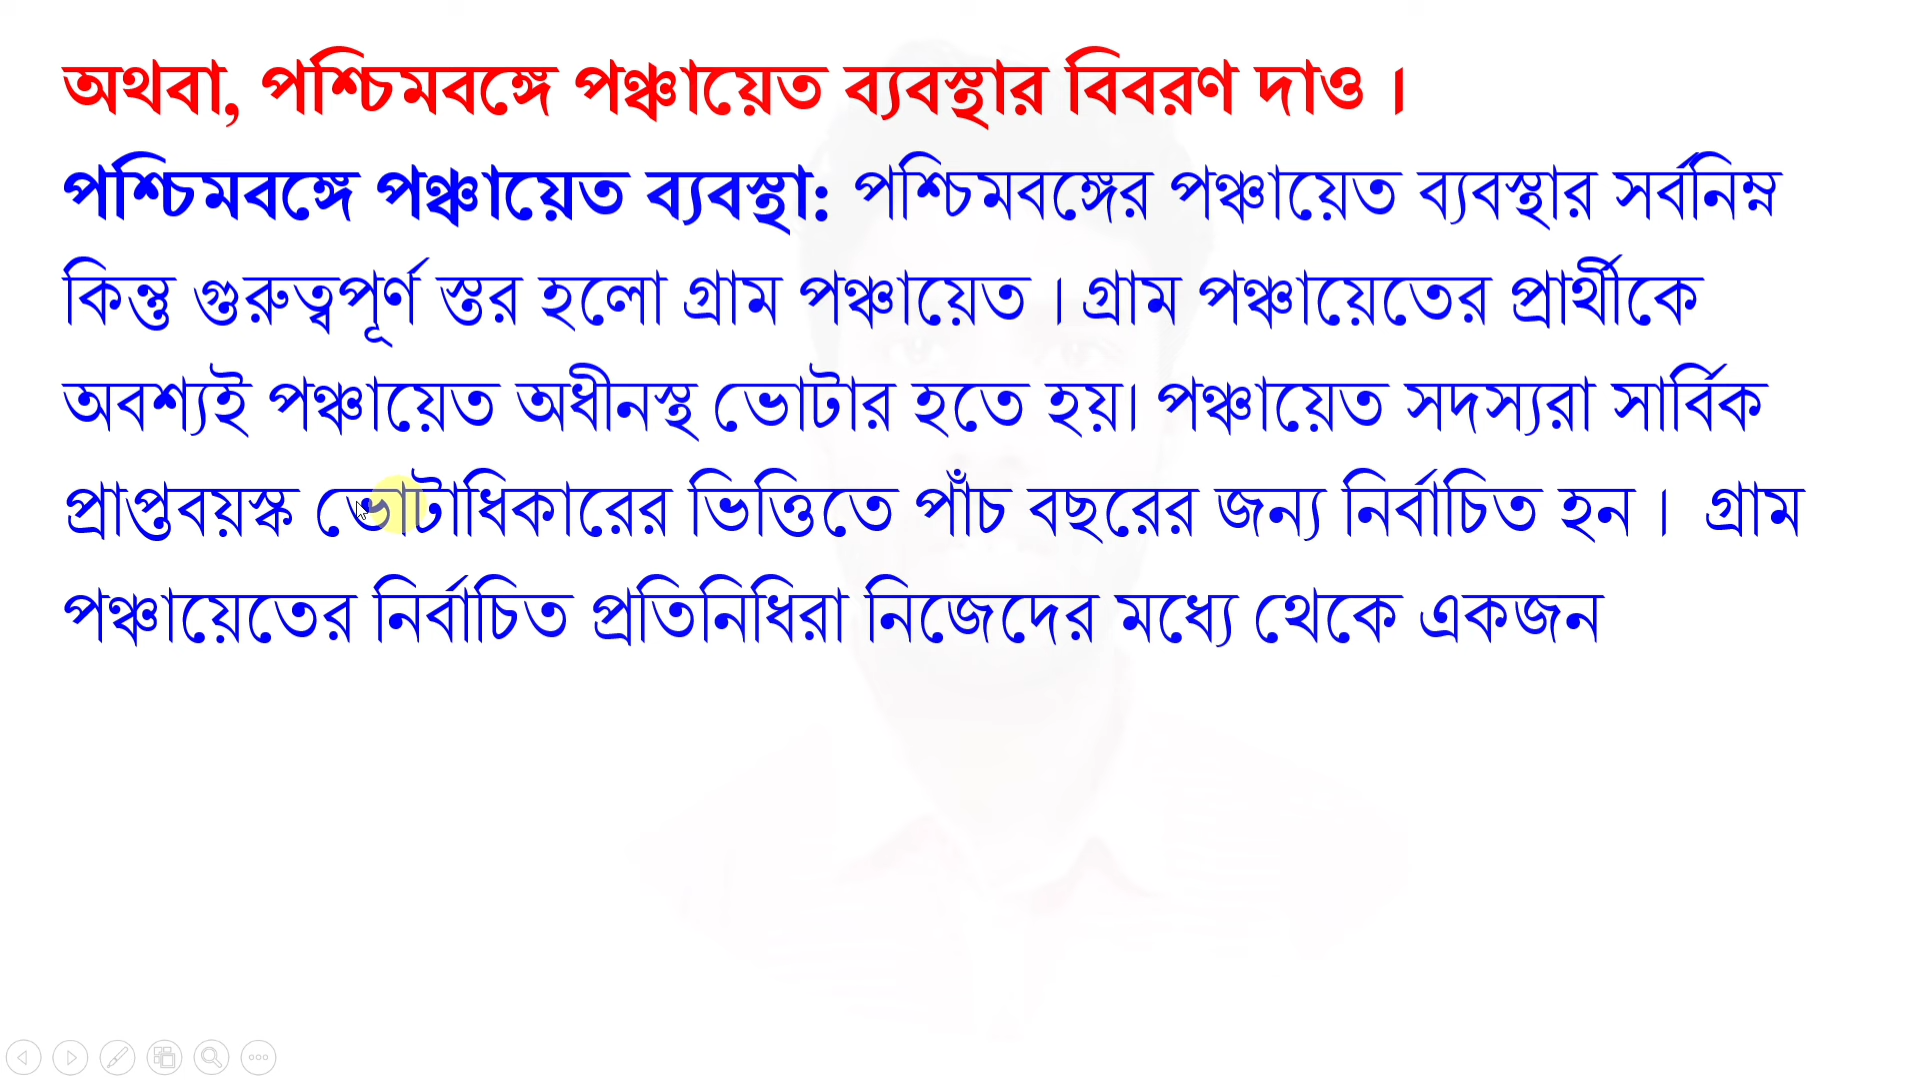 অথবা, পশ্চিমবঙ্গে পঞ্চায়েত ব্যবস্থার বিবরণ দাও ।
পশ্চিমবঙ্গে পঞ্চায়েত ব্যবস্থা: পশ্চিমবঙ্গের পঞ্চায়েত ব্যবস্থার সর্বনিম্ন
কিন্তু গুরুত্বপূর্ণ স্তর হলো গ্রাম পঞ্চায়েত । গ্রাম পঞ্চায়েতের প্রার্থীকে
অবশ্যই পঞ্চায়েত অধীনস্থ ভোটার হতে হয়। পঞ্চায়েত সদস্যরা সার্বিক
প্রাপ্তবয়স্ক ভোটাধিকারের ভিত্তিতে পাঁচ বছরের জন্য নির্বাচিত হন । গ্রাম
পঞ্চায়েতের নির্বাচিত প্রতিনিধিরা নিজেদের মধ্যে থেকে একজন